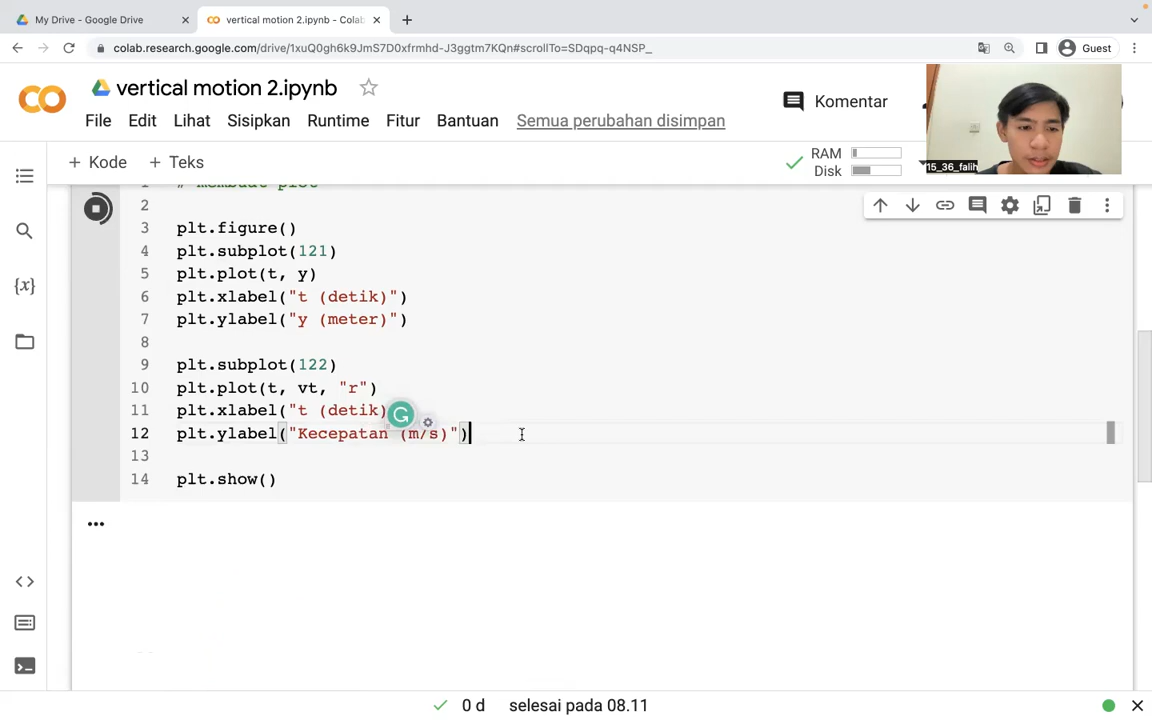 My Drive - Google Drive
vertical motion 2.ipynb - Colab
colab.research.google.com/drive/1xuQ0gh6k9JmS7D0xfrmhd-J3ggtm7KQn#scrollTo=SDqpq-q4NSP_
Guest
vertical motion 2.ipynb
Komentar
File Edit Lihat Sisipkan Runtime Fitur Bantuan Semua perubahan disimpan
15_36_falih
+ Kode + Teks
RAM
Disk
1 # membuat plot
2
3 plt.figure()
4 plt.subplot(121)
5 plt.plot(t, y)
6 plt.xlabel("t (detik)")
7 plt.ylabel("y (meter)")
8
9 plt.subplot(122)
10 plt.plot(t, vt, "r")
11 plt.xlabel("t (detik)
12 plt.ylabel("Kecepatan (m/s)")
13
14 plt.show()
0 d selesai pada 08.11